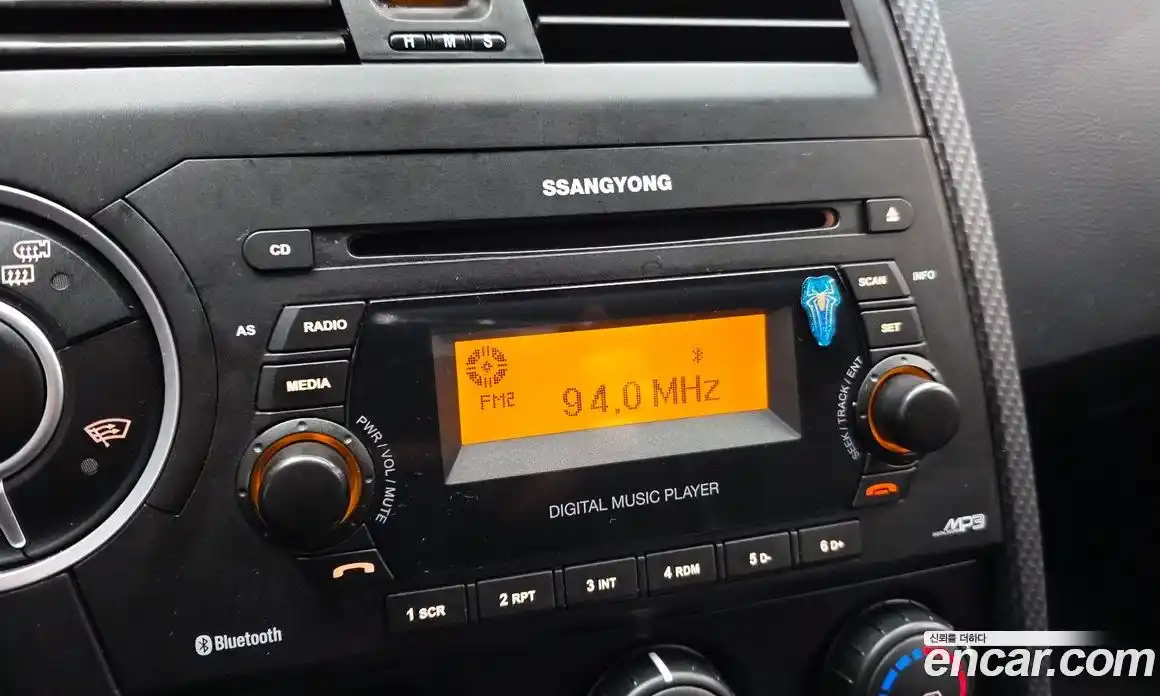 H M S
SSANGYONG
CD
SCAN INFO
AS RADIO
SET
MEDIA
FM2 94.0 MHz
PWR / VOL / MUTE
SEEK / TRACK / ENT
DIGITAL MUSIC PLAYER
MP3
1 SCR 2 RPT 3 INT 4 RDM 5 D- 6 D+
Bluetooth
신뢰를 더하다
encar.com